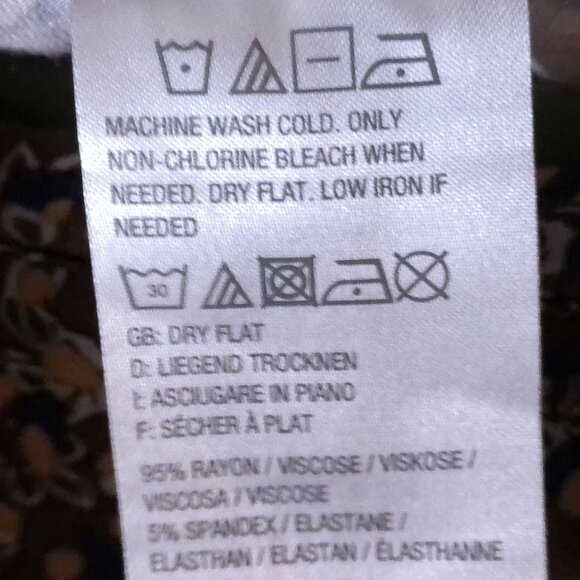 MACHINE WASH COLD. ONLY
NON-CHLORINE BLEACH WHEN
NEEDED. DRY FLAT. LOW IRON IF
NEEDED
30
GB: DRY FLAT
D: LIEGEND TROCKNEN
I: ASCIUGARE IN PIANO
F: SÉCHER À PLAT
95% RAYON / VISCOSE / VISKOSE /
VISCOSA / VISCOSE
5% SPANDEX / ELASTANE /
ELASTHAN / ELASTAN / ÉLASTHANNE